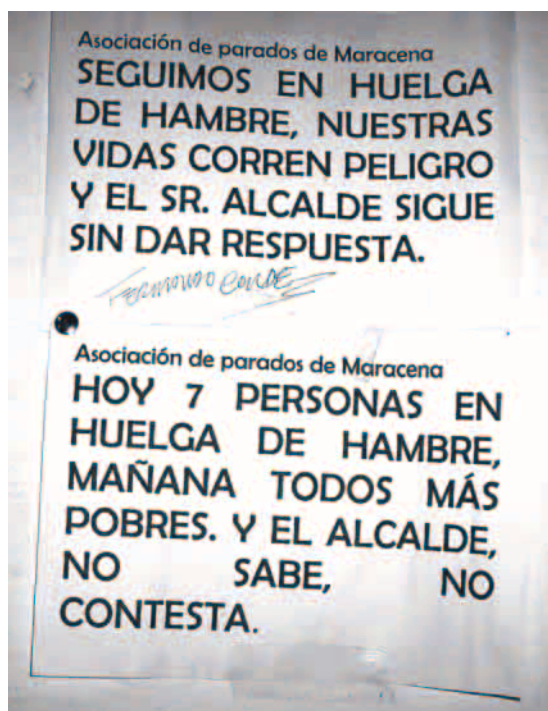 Asociación de parados de Maracena
SEGUIMOS EN HUELGA
DE HAMBRE, NUESTRAS
VIDAS CORREN PELIGRO
Y EL SR. ALCALDE SIGUE
SIN DAR RESPUESTA.
FERNANDO CONDE
Asociación de parados de Maracena
HOY 7 PERSONAS EN
HUELGA DE HAMBRE,
MAÑANA TODOS MÁS
POBRES. Y EL ALCALDE,
NO SABE, NO
CONTESTA.